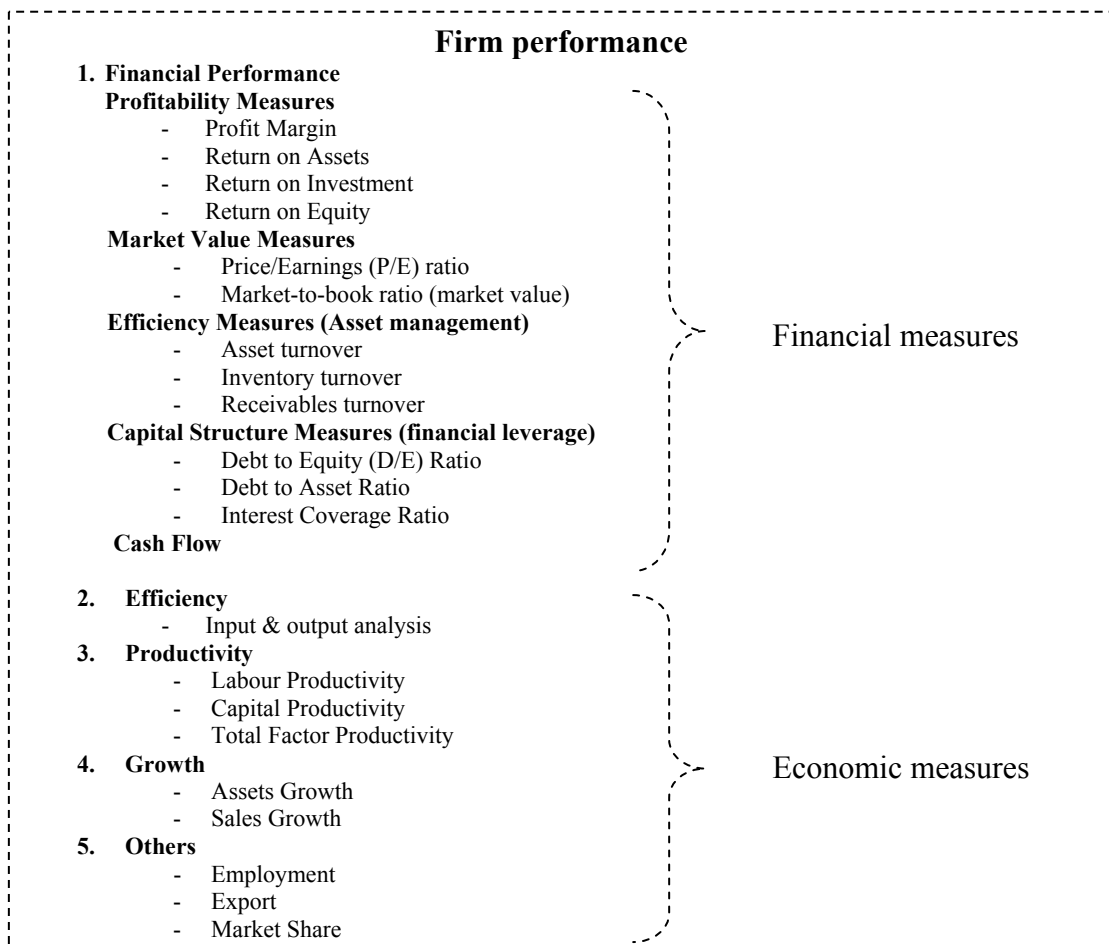 Firm performance
1. Financial Performance
Profitability Measures
- Profit Margin
- Return on Assets
- Return on Investment
- Return on Equity
Market Value Measures
- Price/Earnings (P/E) ratio
- Market-to-book ratio (market value)
Efficiency Measures (Asset management)
- Asset turnover
- Inventory turnover
- Receivables turnover
Financial measures
Capital Structure Measures (financial leverage)
- Debt to Equity (D/E) Ratio
- Debt to Asset Ratio
- Interest Coverage Ratio
Cash Flow
2. Efficiency
- Input & output analysis
3. Productivity
- Labour Productivity
- Capital Productivity
- Total Factor Productivity
4. Growth
Economic measures
- Assets Growth
- Sales Growth
5. Others
- Employment
- Export
- Market Share